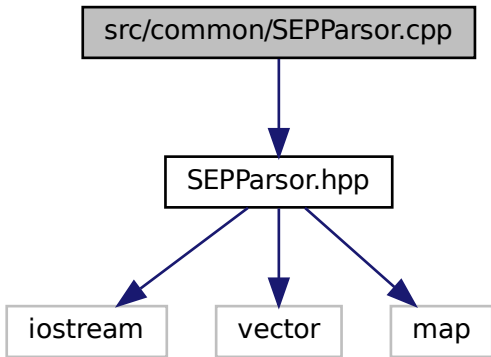 src/common/SEPParsor.cpp
SEPParsor.hpp
iostream
vector
map